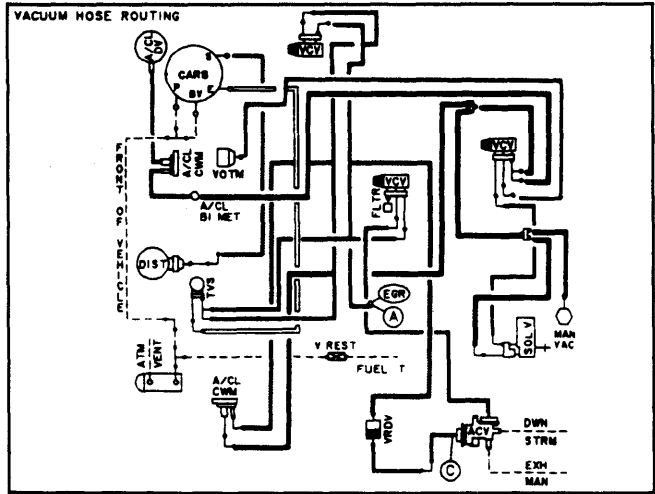 VACUUM HOSE ROUTING
A/CL
DV
CARB
S
P
BV
E
VCV
A/CL
CWM
VOTM
A/CL
BI MET
FRONT OF VEHICLE
VCV
FLTR
VCV
DIST
TVS
EGR
A
SOL V
MAN
VAC
ATM
VENT
V REST
FUEL T
A/CL
CWM
VRDV
ACV
DWN
STRM
C
EXH
MAN